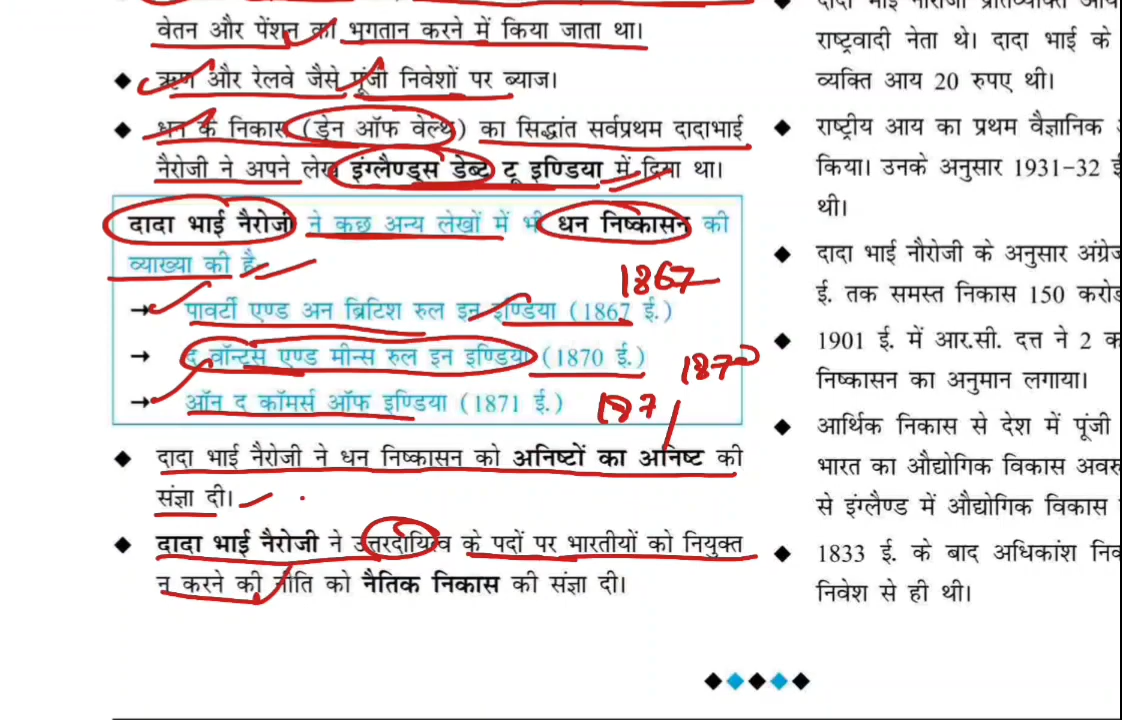 वेतन और पेंशन का भुगतान करने में किया जाता था।
◆ ऋण और रेलवे जैसे पूंजी निवेशों पर ब्याज।
◆ धन के निकास (ड्रेन ऑफ वेल्थ) का सिद्धांत सर्वप्रथम दादाभाई
नैरोजी ने अपने लेख इंग्लैण्ड्स डेब्ट टू इण्डिया में दिया था।
दादा भाई नैरोजी ने कछ अन्य लेखों में भी धन निष्कासन की
व्याख्या की है
1867
→ पावर्टी एण्ड अन ब्रिटिश रुल इन इण्डिया (1867 ई.)
→ द वॉन्टस एण्ड मीन्स रुल इन इण्डिया (1870 ई.)
1870
→ ऑन द कॉमर्स ऑफ इण्डिया (1871 ई.)
187
◆ दादा भाई नैरोजी ने धन निष्कासन को अनिष्टों का अनिष्ट की
संज्ञा दी।
◆ दादा भाई नैरोजी ने उत्तरदायित्व के पदों पर भारतीयों को नियुक्त
न करने की नीति को नैतिक निकास की संज्ञा दी।
राष्ट्रवादी नेता थे। दादा भाई के
व्यक्ति आय 20 रुपए थी।
◆ राष्ट्रीय आय का प्रथम वैज्ञानिक
किया। उनके अनुसार 1931-32
थी।
◆ दादा भाई नौरोजी के अनुसार
ई. तक समस्त निकास 150
◆ 1901 ई. में आर.सी. दत्त ने 2
निष्कासन का अनुमान लगाया।
◆ आर्थिक निकास से देश में पूंजी
भारत का औद्योगिक विकास
से इंग्लैण्ड में औद्योगिक विकास
◆ 1833 ई. के बाद अधिकांश
निवेश से ही थी।